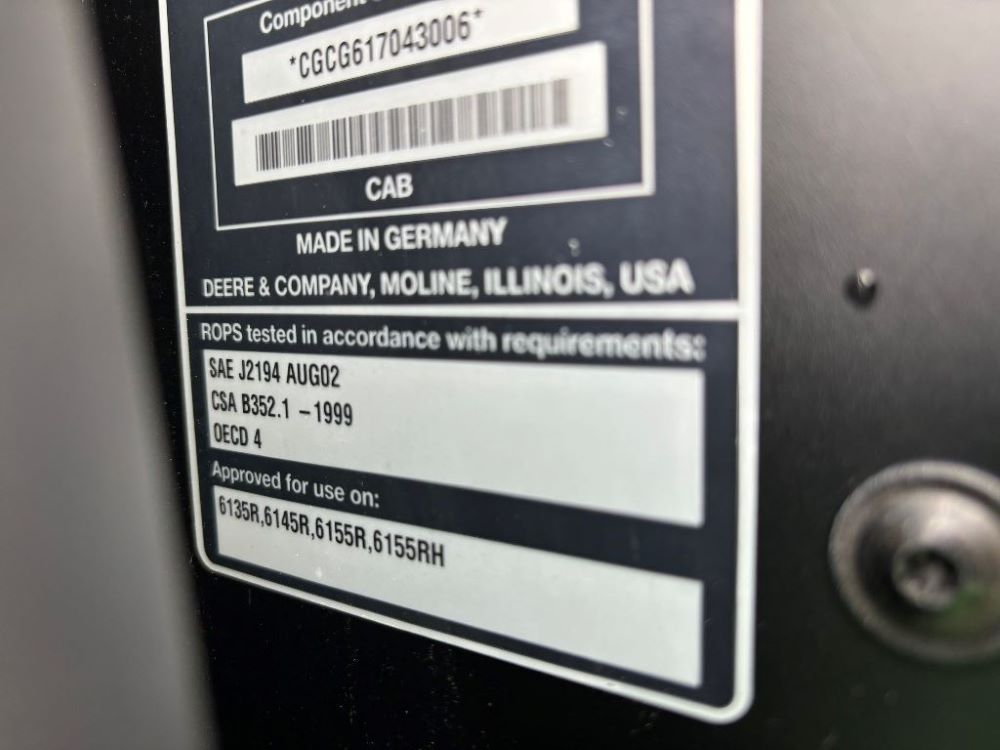 Component
*CGCG617043006*
CAB
MADE IN GERMANY
DEERE & COMPANY, MOLINE, ILLINOIS, USA
ROPS tested in accordance with requirements:
SAE J2194 AUG02
CSA B352.1 –1999
OECD 4
Approved for use on:
6135R,6145R,6155R,6155RH